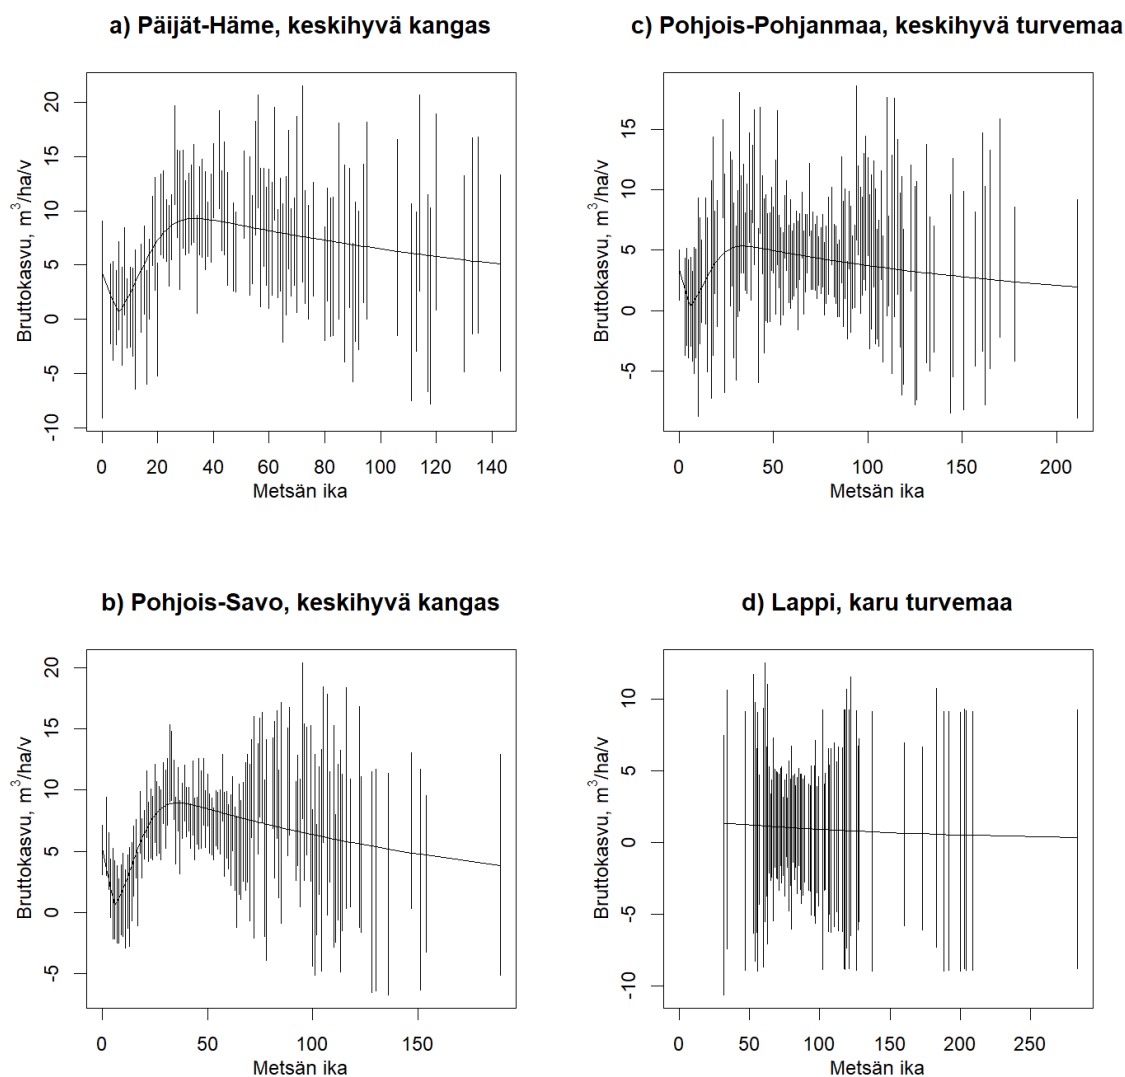 a) Päijät-Häme, keskihyvä kangas
Bruttokasvu, m³/ha/v
20
15
10
5
0
-5
-10
0 20 40 60 80 100 120 140
Metsän ika
c) Pohjois-Pohjanmaa, keskihyvä turvemaa
Bruttokasvu, m³/ha/v
15
10
5
0
-5
0 50 100 150 200
Metsän ika
b) Pohjois-Savo, keskihyvä kangas
Bruttokasvu, m³/ha/v
20
15
10
5
0
-5
0 50 100 150
Metsän ika
d) Lappi, karu turvemaa
Bruttokasvu, m³/ha/v
10
5
0
-5
-10
0 50 100 150 200 250
Metsän ika